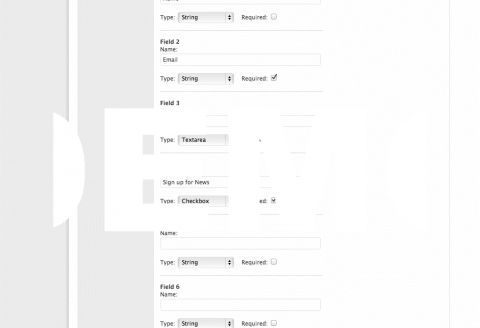 Type: String Required:
Field 2
Name:
Email
Type: String Required:
Field 3
Type: Textarea
Sign up for News
Type: Checkbox ed:
Name:
Type: String Required:
Field 6
Name:
Type: String Required: